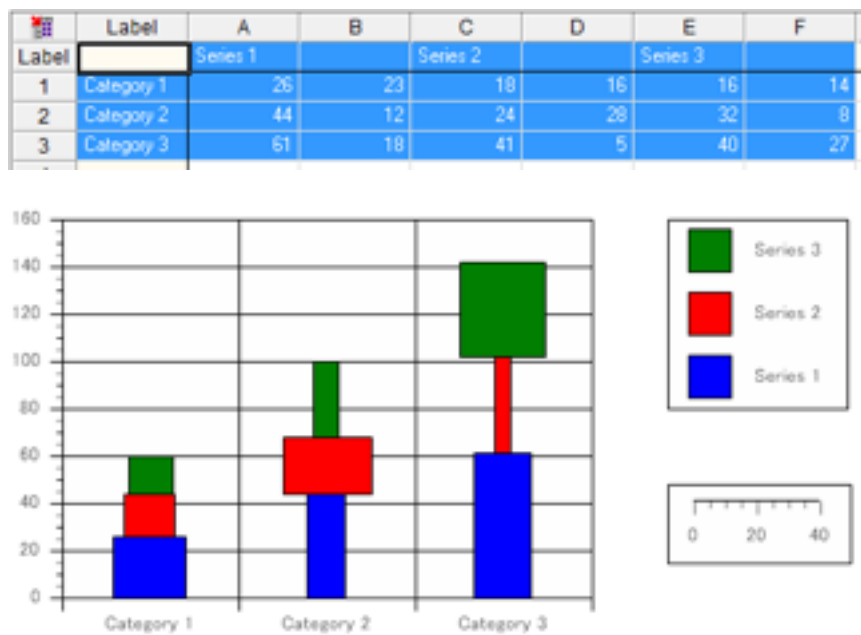 Label A B C D E F
Label Series 1 Series 2 Series 3
1 Category 1 26 23 18 16 16 14
2 Category 2 44 12 24 28 32 8
3 Category 3 61 18 41 5 40 27
160
140
120
100
80
60
40
20
0
Category 1 Category 2 Category 3
Series 3
Series 2
Series 1
0 20 40